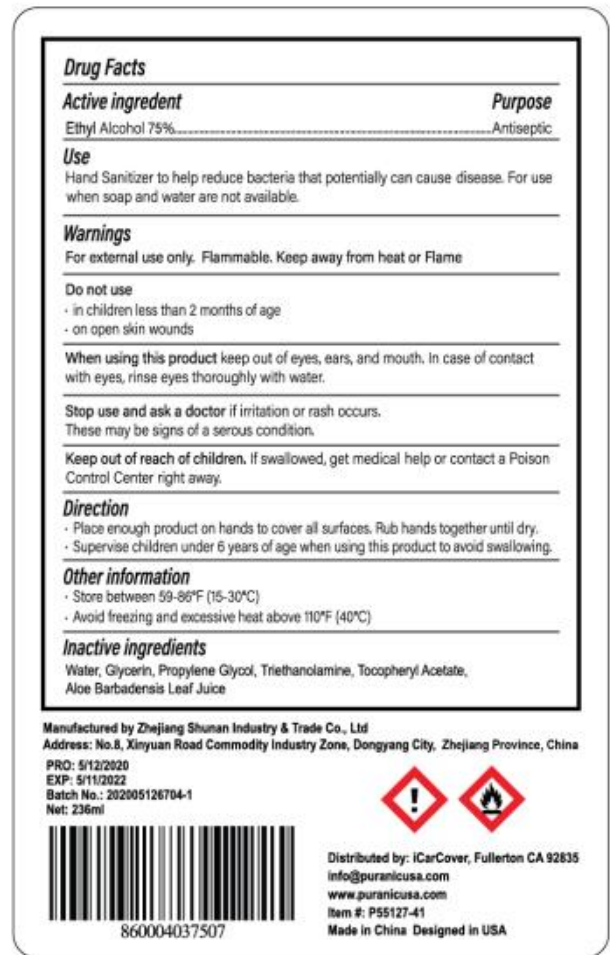 Drug Facts
Active ingredent Purpose
Ethyl Alcohol 75%........................................................................Antiseptic
Use
Hand Sanitizer to help reduce bacteria that potentially can cause disease. For use
when soap and water are not available.
Warnings
For external use only. Flammable. Keep away from heat or Flame
Do not use
· in children less than 2 months of age
· on open skin wounds
When using this product keep out of eyes, ears, and mouth. In case of contact
with eyes, rinse eyes thoroughly with water.
Stop use and ask a doctor if irritation or rash occurs.
These may be signs of a serous condition.
Keep out of reach of children. If swallowed, get medical help or contact a Poison
Control Center right away.
Direction
· Place enough product on hands to cover all surfaces. Rub hands together until dry.
· Supervise children under 6 years of age when using this product to avoid swallowing.
Other information
· Store between 59-86°F (15-30°C)
· Avoid freezing and excessive heat above 110°F (40°C)
Inactive ingredients
Water, Glycerin, Propylene Glycol, Triethanolamine, Tocopheryl Acetate,
Aloe Barbadensis Leaf Juice
Manufactured by Zhejiang Shunan Industry & Trade Co., Ltd
Address: No.8, Xinyuan Road Commodity Industry Zone, Dongyang City, Zhejiang Province, China
PRO: 5/12/2020
EXP: 5/11/2022
Batch No.: 202005126704-1
Net: 236ml
860004037507
Distributed by: iCarCover, Fullerton CA 92835
info@puranicusa.com
www.puranicusa.com
Item #: P55127-41
Made in China Designed in USA